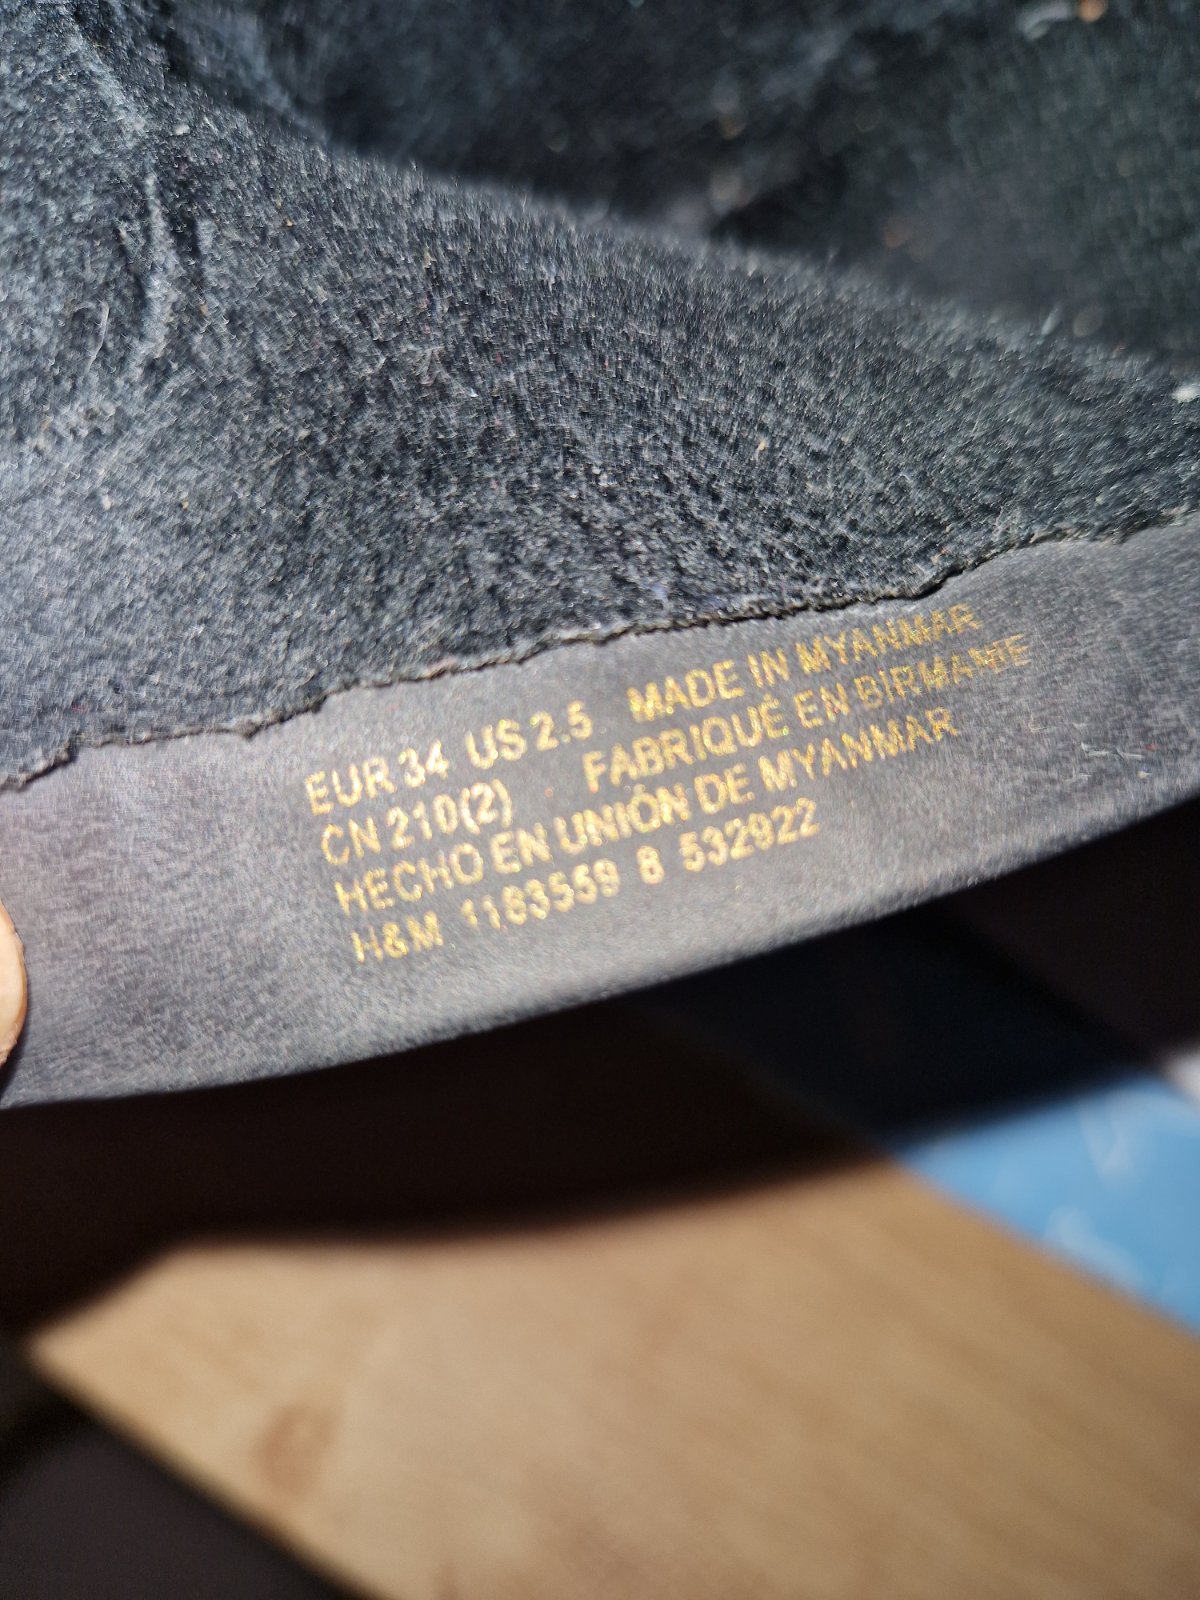 EUR 34 US 2.5 MADE IN MYANMAR
CN 210(2) FABRIQUÉ EN BIRMANIE
HECHO EN UNIÓN DE MYANMAR
H&M 1183559 8 532922